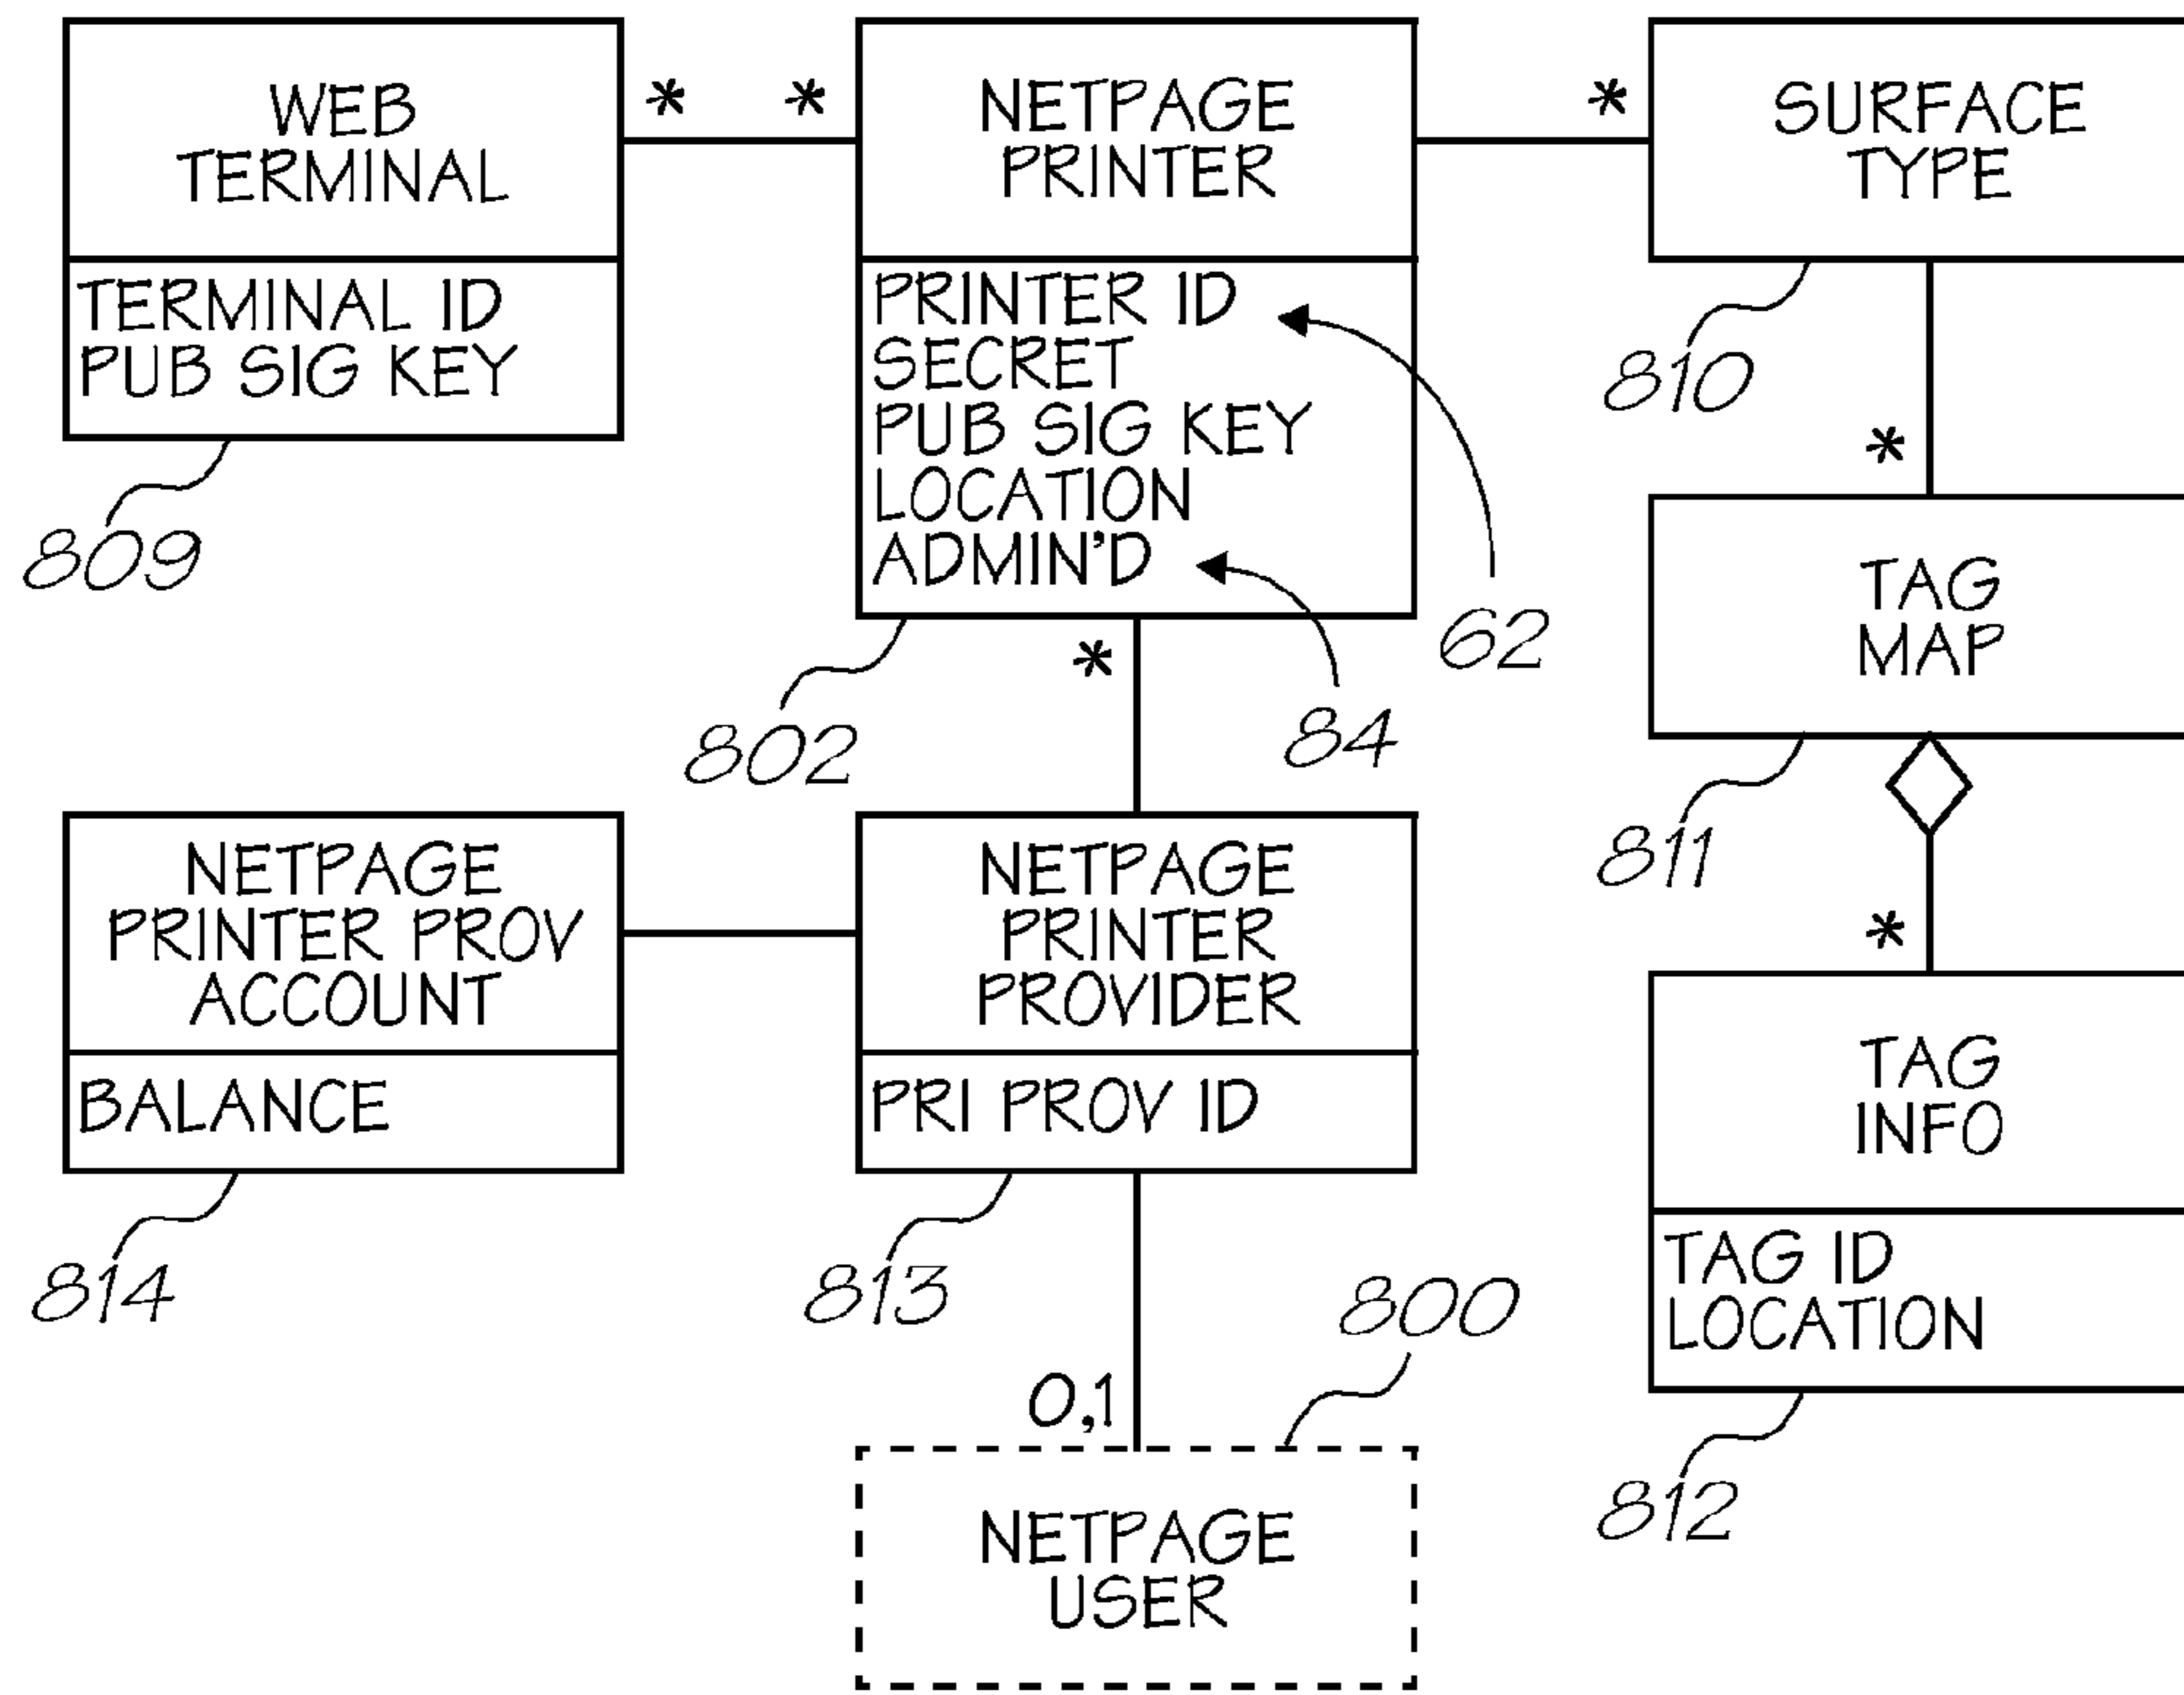 WEB
TERMINAL
TERMINAL ID
PUB SIG KEY
809
*
*
NETPAGE
PRINTER
PRINTER ID
SECRET
PUB SIG KEY
LOCATION
ADMIN'D
62
84
802
*
*
SURFACE
TYPE
810
*
TAG
MAP
811
*
TAG
INFO
TAG ID
LOCATION
812
NETPAGE
PRINTER PROV
ACCOUNT
BALANCE
814
NETPAGE
PRINTER
PROVIDER
PRI PROV ID
813
800
0,1
NETPAGE
USER